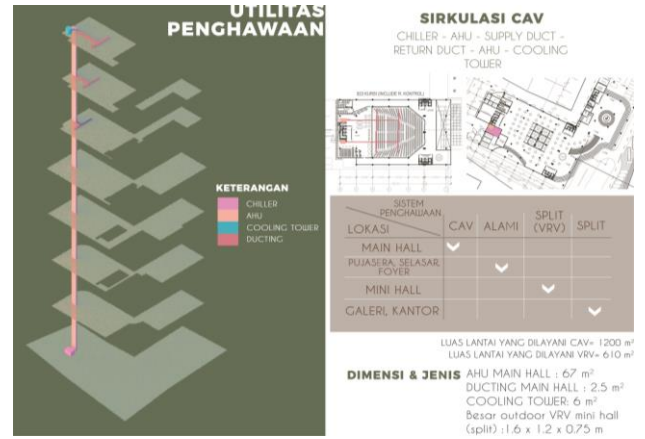 UTILITAS
PENGHAWAAN
KETERANGAN
CHILLER
AHU
COOLING TOWER
DUCTING
SIRKULASI CAV
CHILLER - AHU - SUPPLY DUCT -
RETURN DUCT - AHU - COOLING
TOWER
SISTEM
PENGHAWAAN
LOKASI
CAV
ALAMI
SPLIT
(VRV)
SPLIT
MAIN HALL
PUJASERA, SELASAR,
FOYER
MINI HALL
GALERI, KANTOR
LUAS LANTAI YANG DILAYANI CAV= 1200 m²
LUAS LANTAI YANG DILAYANI VRV= 610 m²
DIMENSI & JENIS
AHU MAIN HALL : 67 m²
DUCTING MAIN HALL : 2.5 m²
COOLING TOWER: 6 m²
Besar outdoor VRV mini hall
(split) :1.6 x 1.2 x 0.75 m